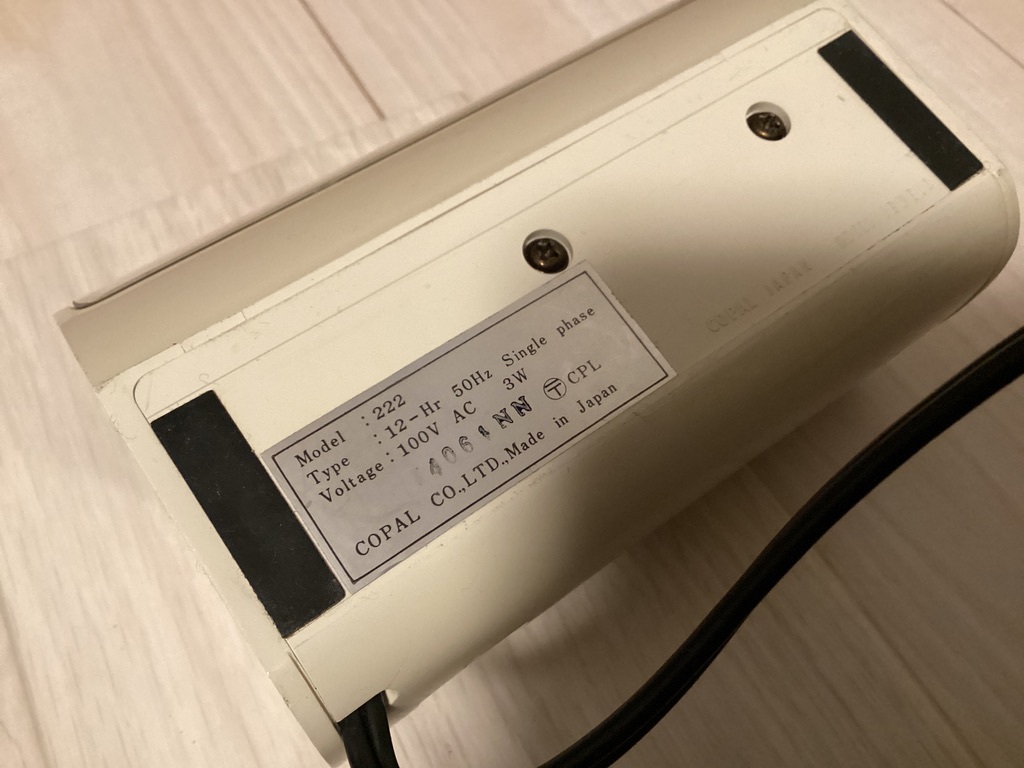 Model : 222
Type : 12-Hr 50Hz Single phase
Voltage : 100V AC 3W
4061NN CPL
COPAL CO.,LTD.,Made in Japan
COPAL JAPAN